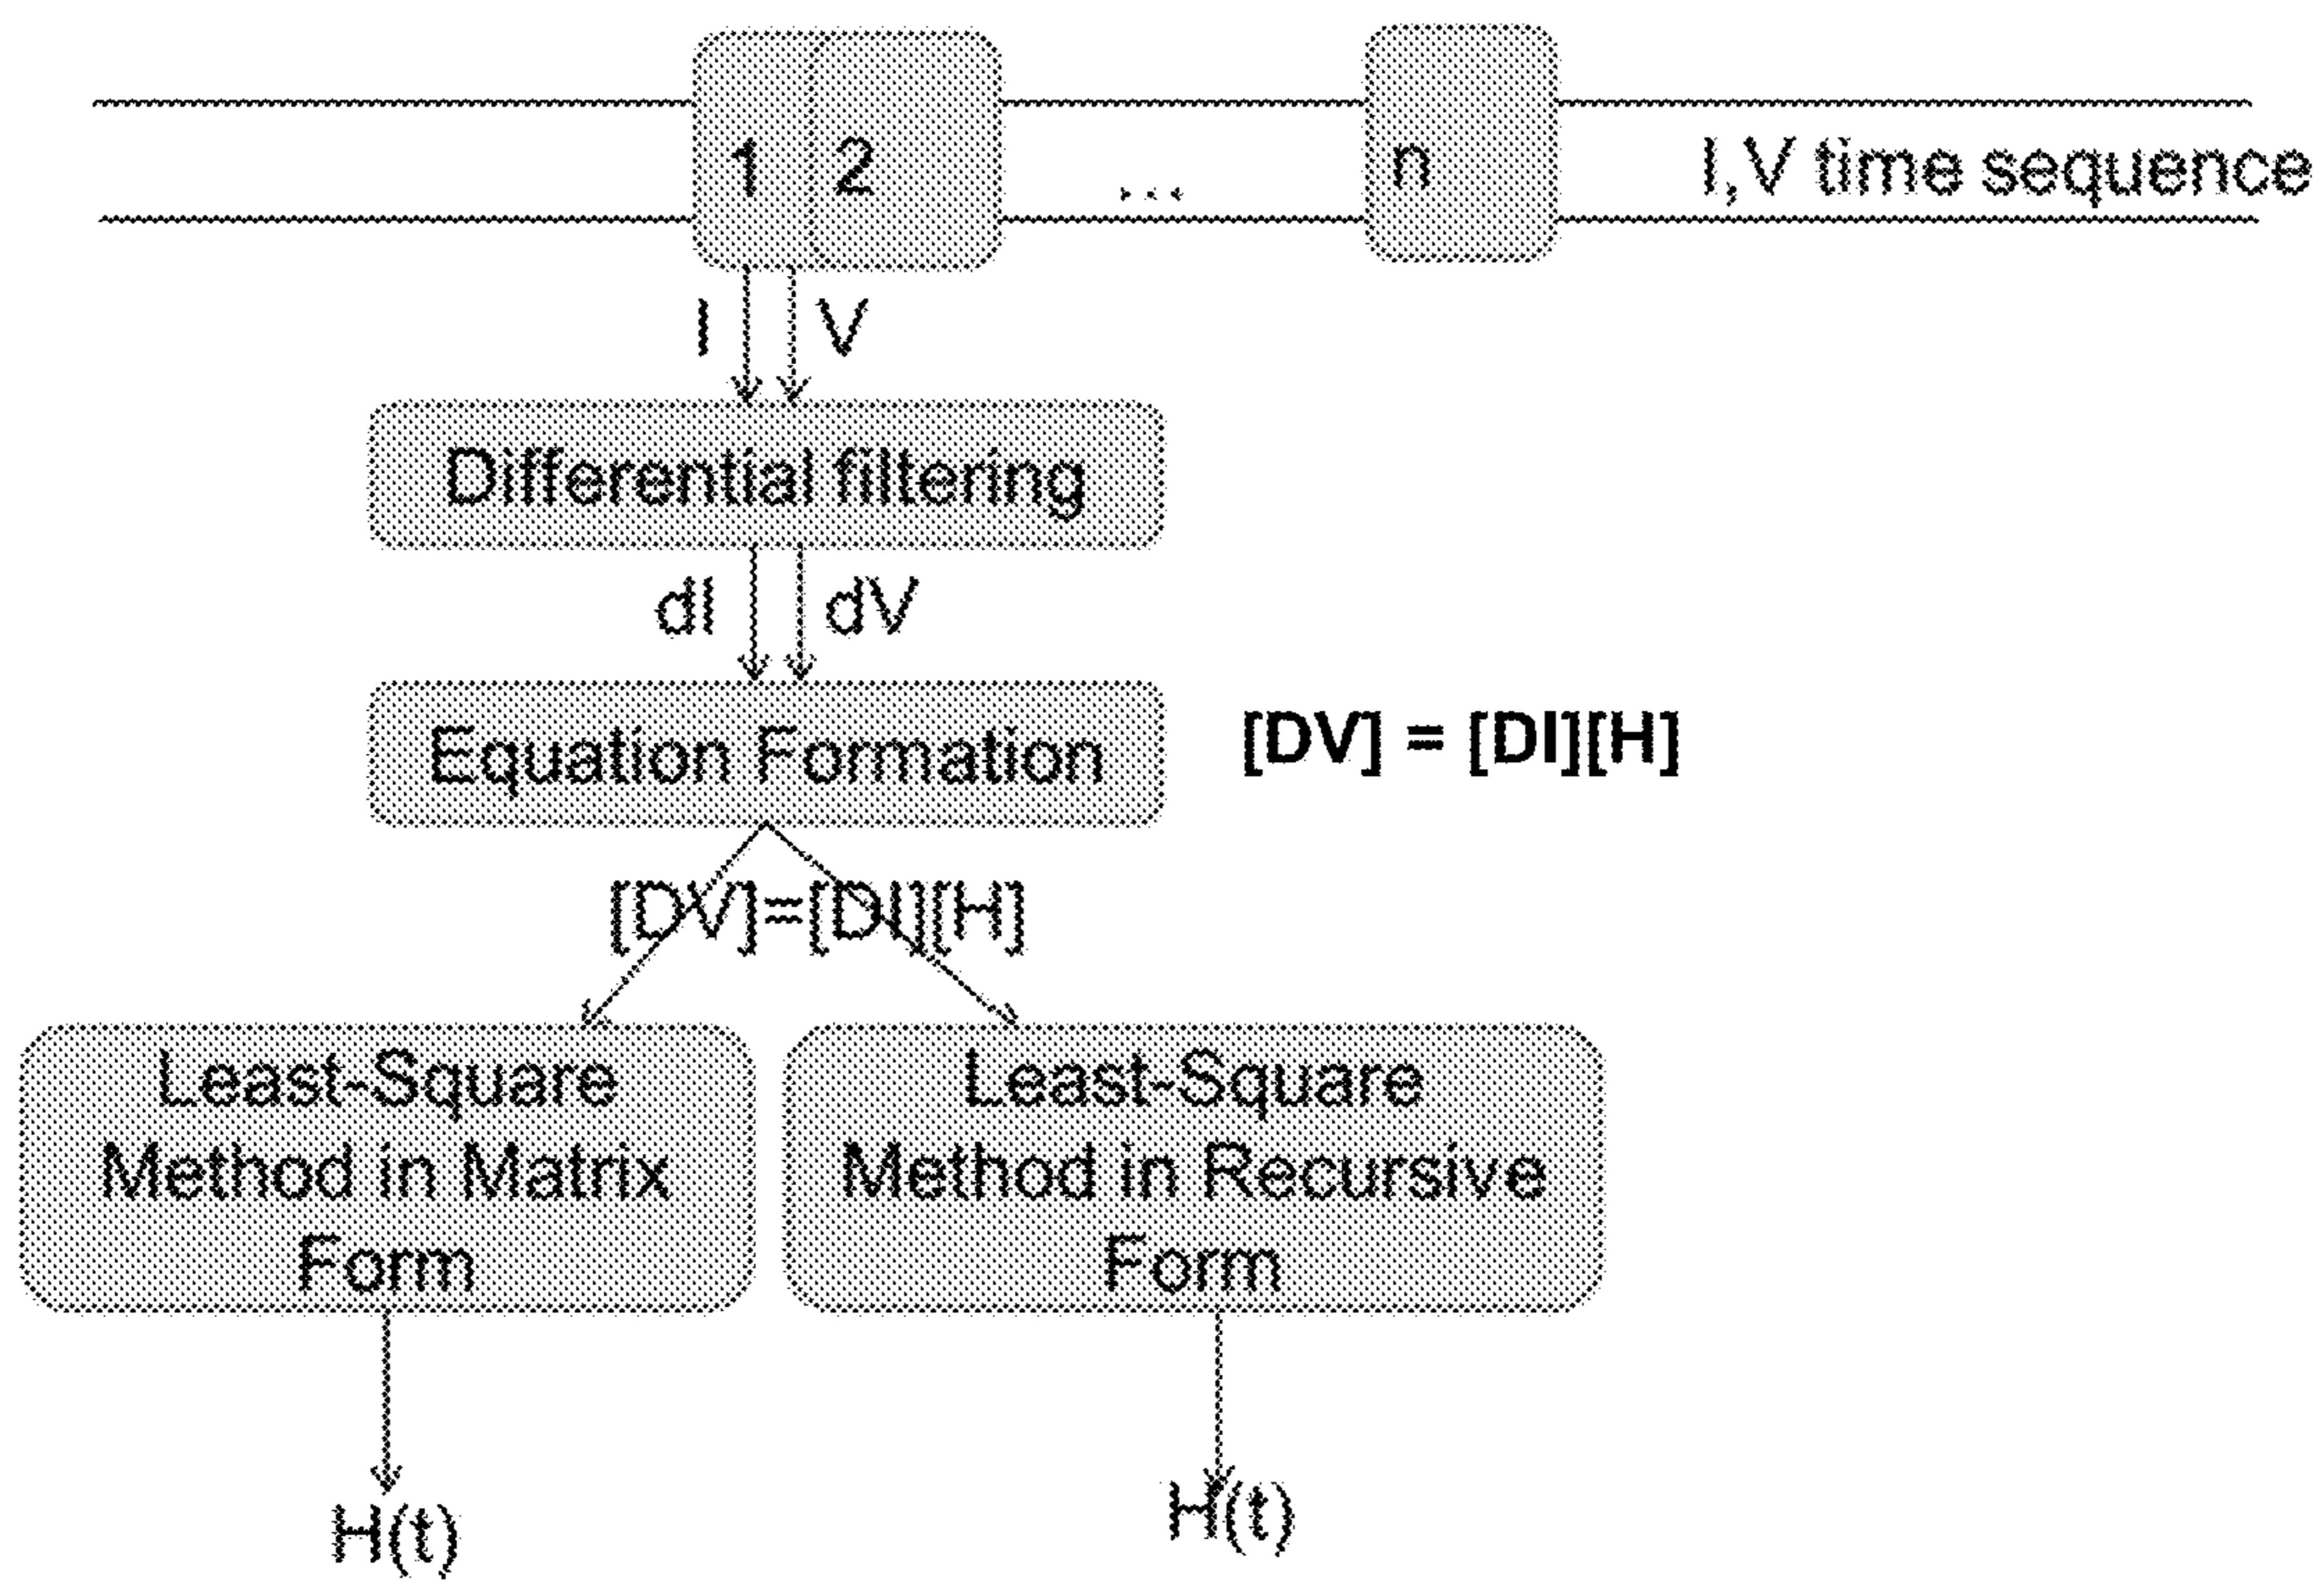 1 2 ... n I,V time sequence
I V
Differential filtering
dI dV
Equation Formation [DV] = [DI][H]
[DV]=[DI][H]
Least-Square
Method in Matrix
Form
Least-Square
Method in Recursive
Form
H(t)
H(t)